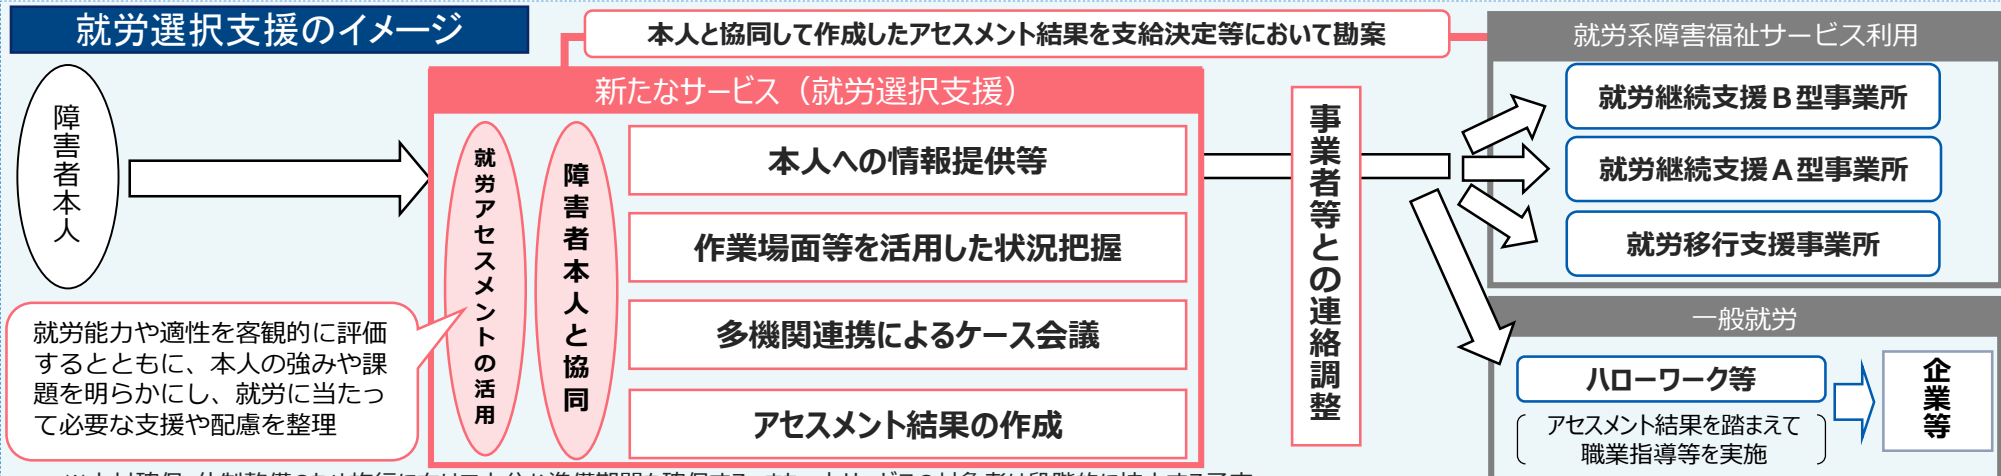 就労選択支援のイメージ
本人と協同して作成したアセスメント結果を支給決定等において勘案
障害者本人
新たなサービス（就労選択支援）
就労アセスメントの活用
障害者本人と協同
本人への情報提供等
作業場面等を活用した状況把握
多機関連携によるケース会議
アセスメント結果の作成
就労能力や適性を客観的に評価
するとともに、本人の強みや課
題を明らかにし、就労に当たっ
て必要な支援や配慮を整理
事業者等との連絡調整
就労系障害福祉サービス利用
就労継続支援Ｂ型事業所
就労継続支援Ａ型事業所
就労移行支援事業所
一般就労
ハローワーク等
アセスメント結果を踏まえて
職業指導等を実施
企業等